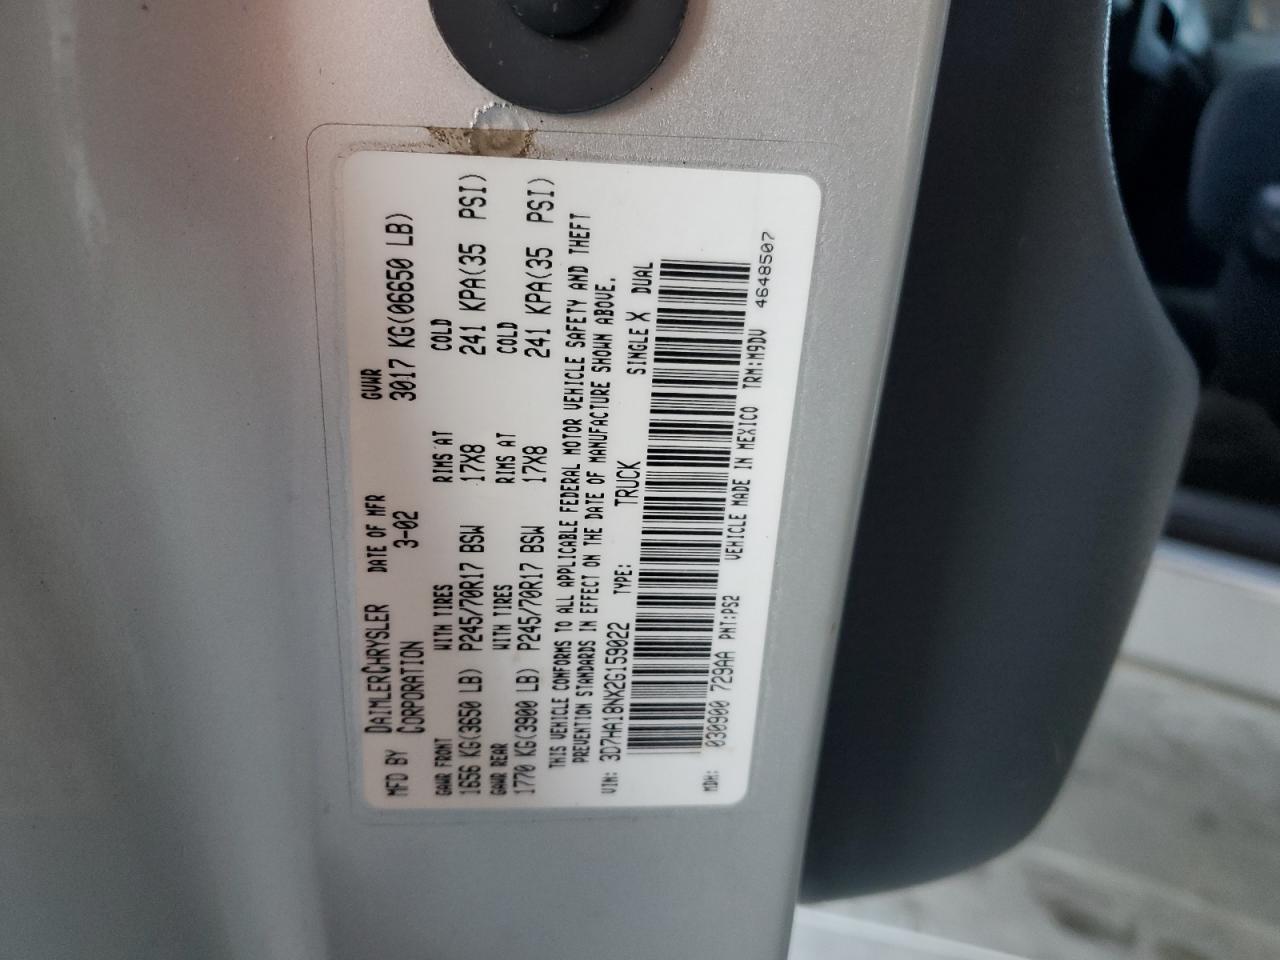 MFD BY DAIMLERCHRYSLER CORPORATION DATE OF MFR 3-02 GVWR 3017 KG(06650 LB)
GAWR FRONT WITH TIRES RIMS AT COLD
1656 KG(3650 LB) P245/70R17 BSW 17X8 241 KPA(35 PSI)
GAWR REAR WITH TIRES RIMS AT COLD
1770 KG(3900 LB) P245/70R17 BSW 17X8 241 KPA(35 PSI)
THIS VEHICLE CONFORMS TO ALL APPLICABLE FEDERAL MOTOR VEHICLE SAFETY AND THEFT
PREVENTION STANDARDS IN EFFECT ON THE DATE OF MANUFACTURE SHOWN ABOVE.
VIN: 3D7HA18NX2G159022 TYPE: TRUCK SINGLE X DUAL
MDH: 030900 729AA PNT:PS2 VEHICLE MADE IN MEXICO TRM:M9DV 4648507